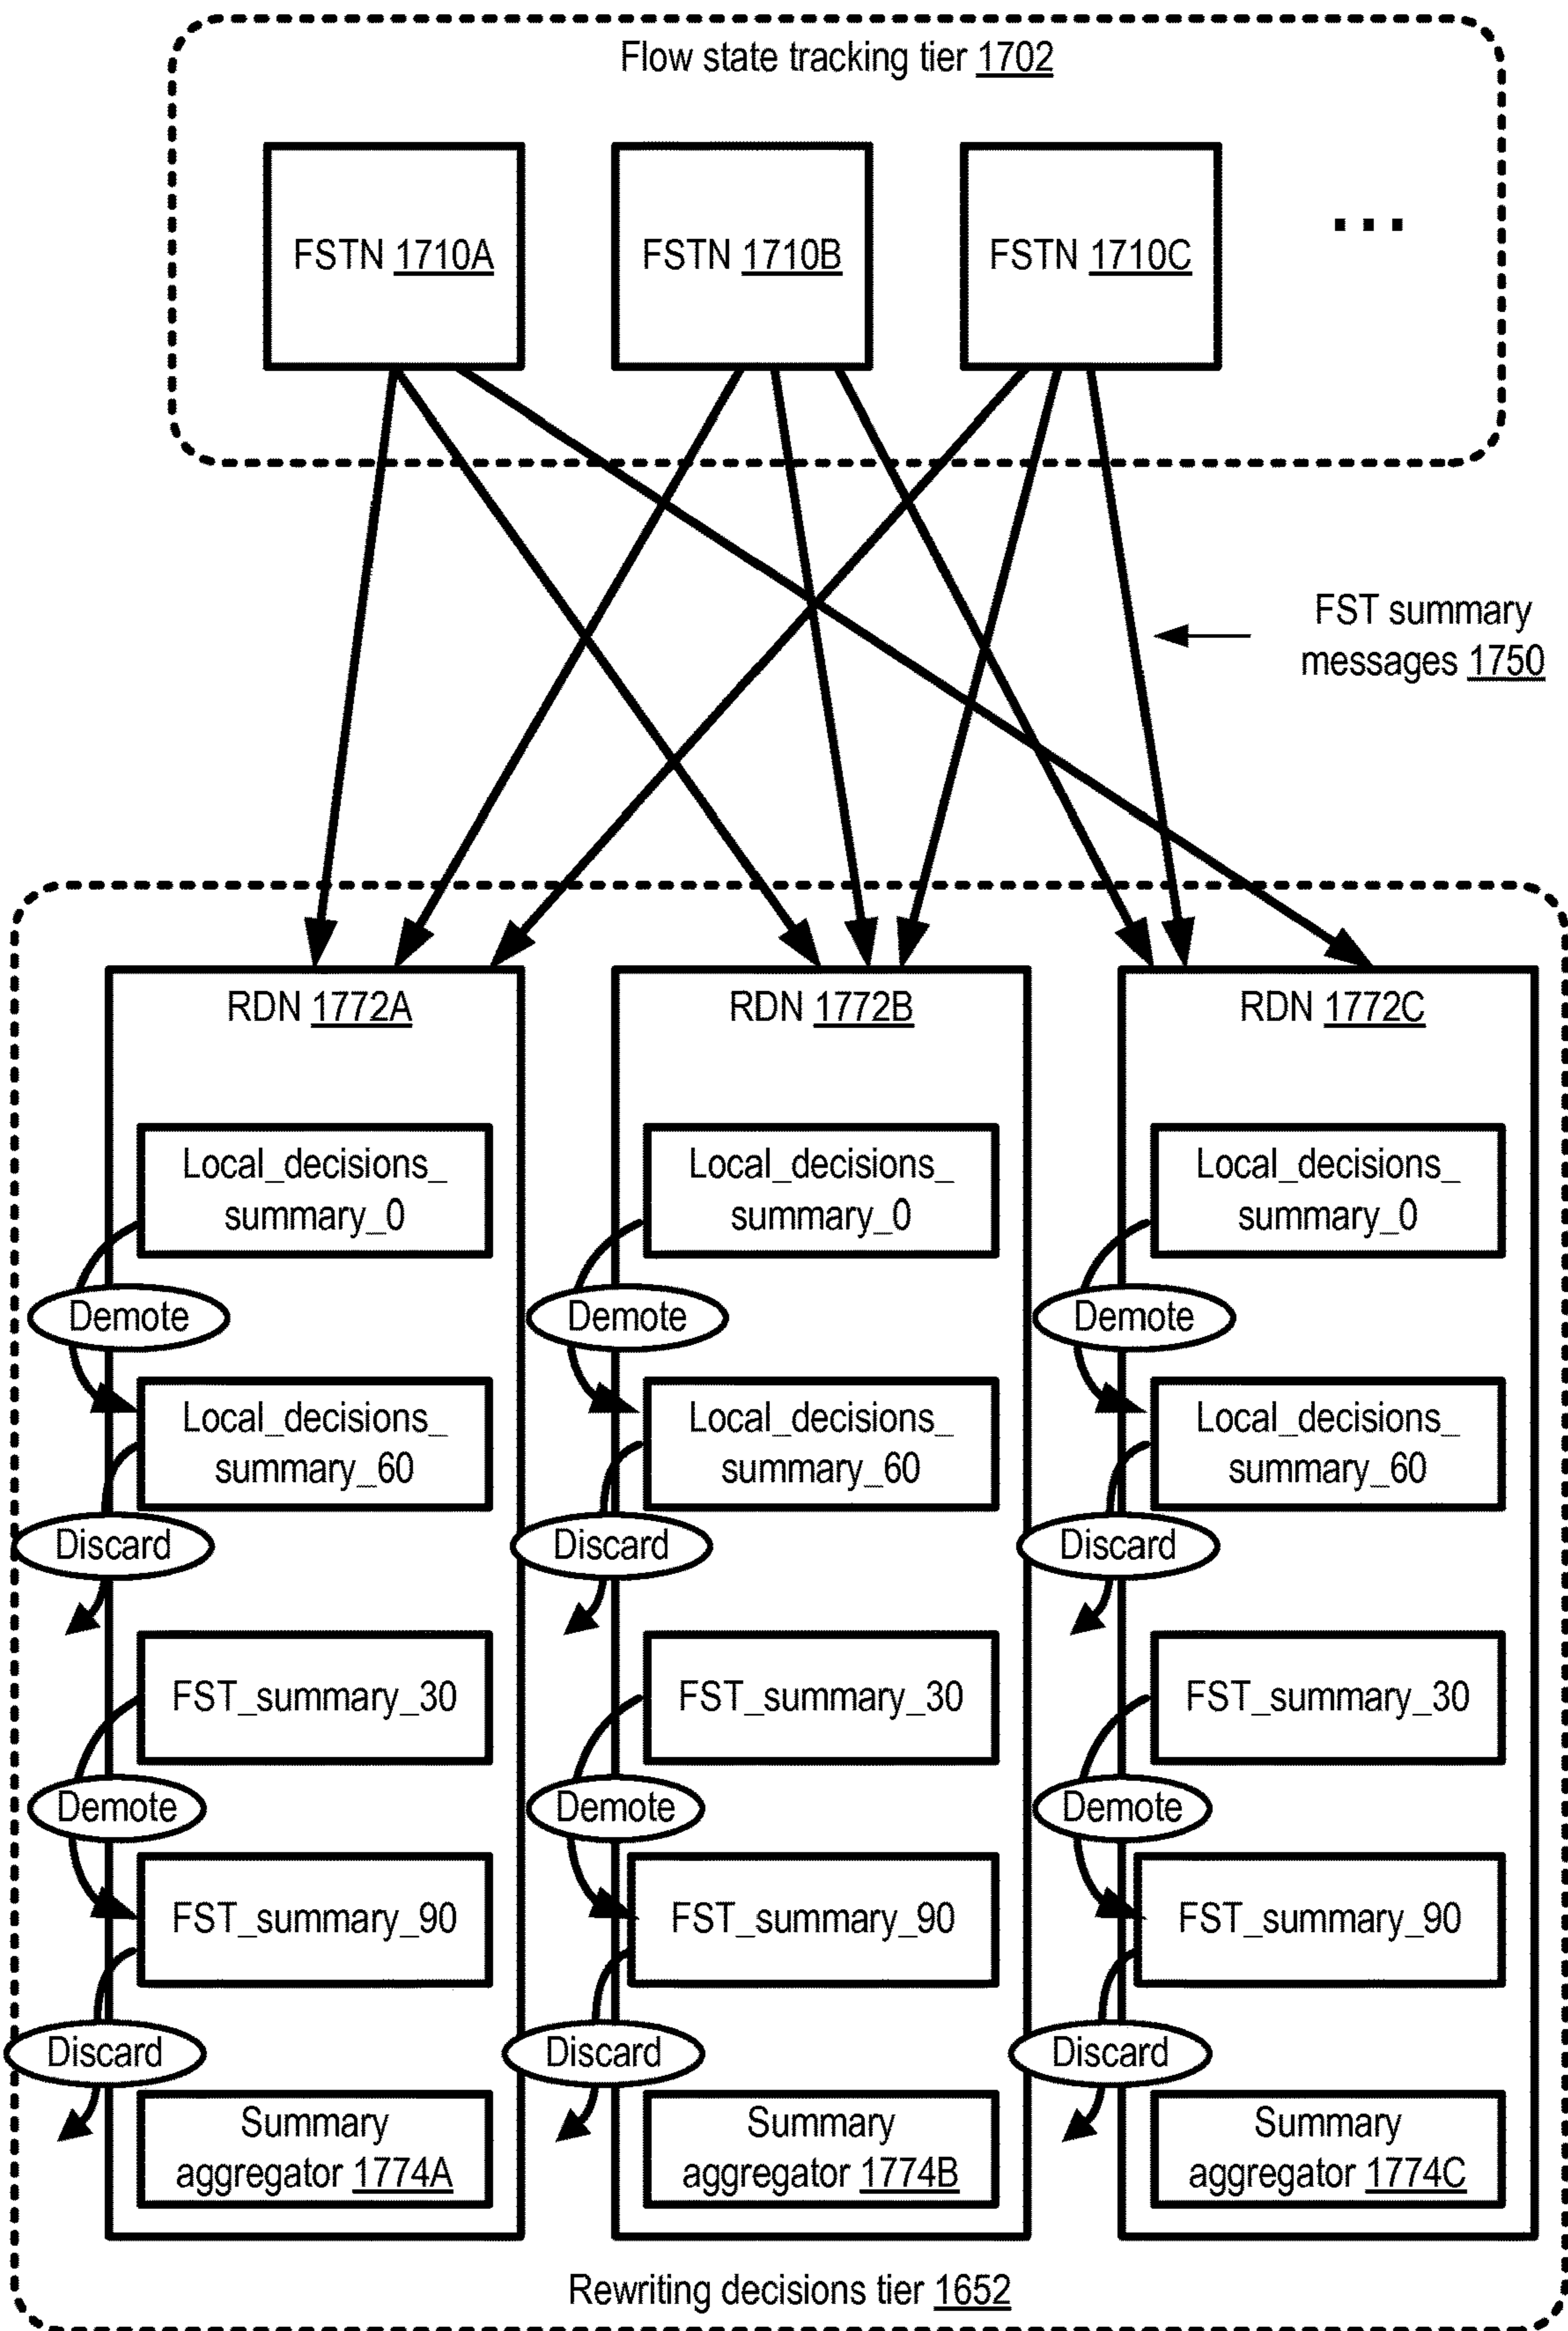 Flow state tracking tier 1702
FSTN 1710A
FSTN 1710B
FSTN 1710C
...
FST summary
messages 1750
RDN 1772A
RDN 1772B
RDN 1772C
Local_decisions_
summary_0
Local_decisions_
summary_0
Local_decisions_
summary_0
Demote
Demote
Demote
Local_decisions_
summary_60
Local_decisions_
summary_60
Local_decisions_
summary_60
Discard
Discard
Discard
FST_summary_30
FST_summary_30
FST_summary_30
Demote
Demote
Demote
FST_summary_90
FST_summary_90
FST_summary_90
Discard
Discard
Discard
Summary
aggregator 1774A
Summary
aggregator 1774B
Summary
aggregator 1774C
Rewriting decisions tier 1652